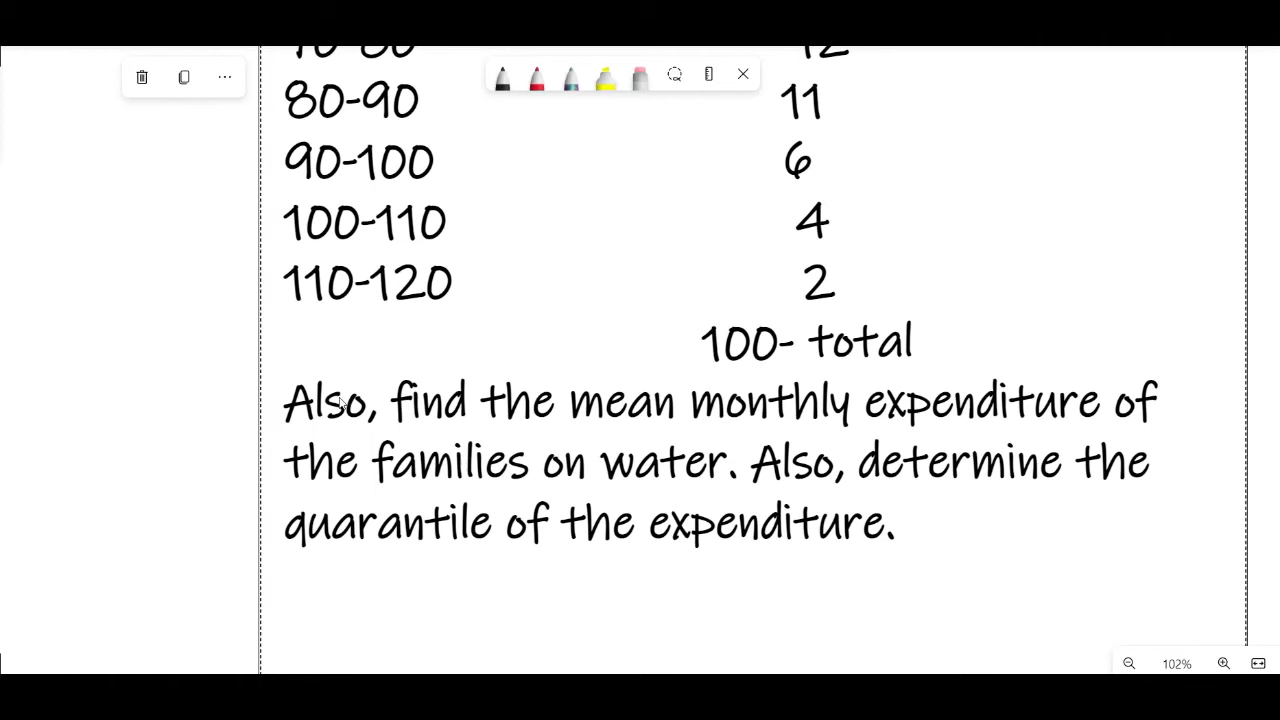 80-90 11
90-100 6
100-110 4
110-120 2
100- total
Also, find the mean monthly expenditure of
the families on water. Also, determine the
quarantile of the expenditure.
102%